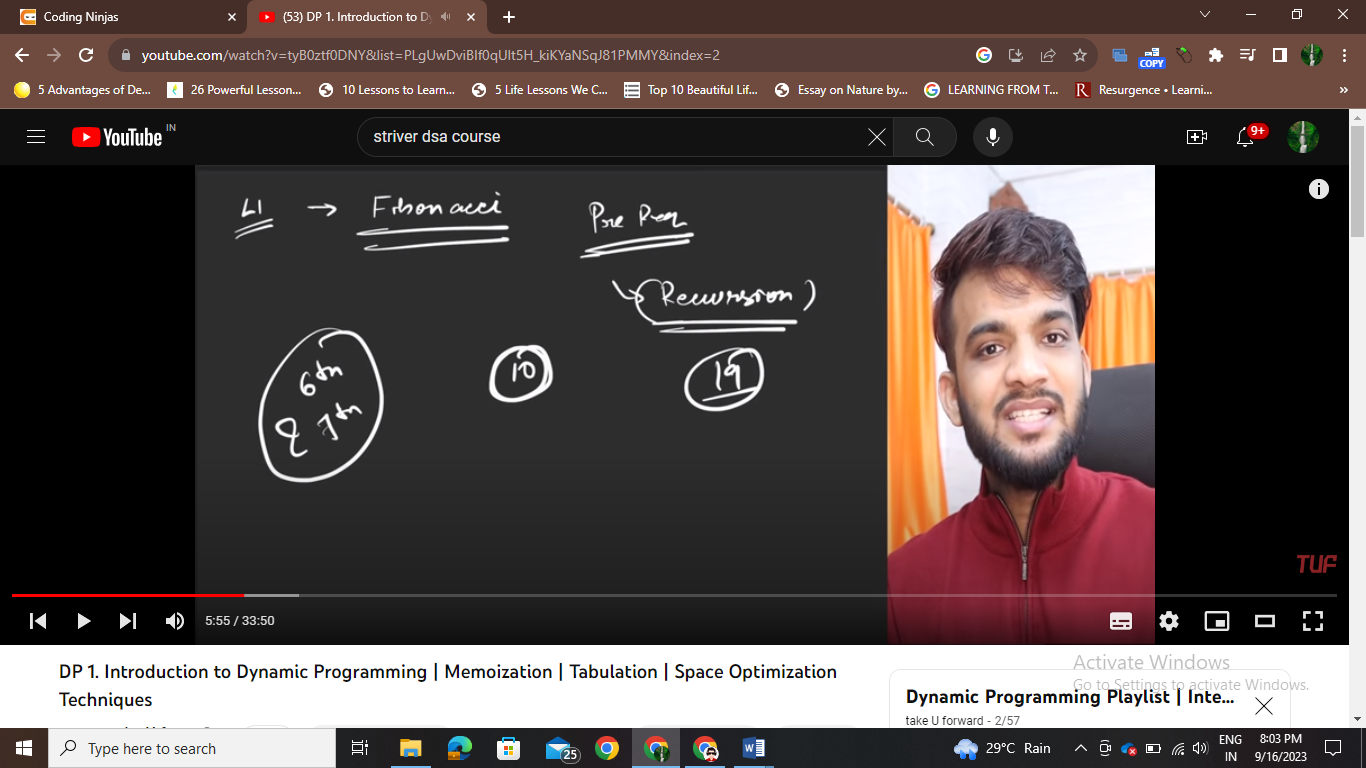 Coding Ninjas
(53) DP 1. Introduction to Dy
youtube.com/watch?v=tyB0ztf0DNY&list=PLgUwDviBIf0qUlt5H_kiKYaNSqJ81PMMY&index=2
COPY
5 Advantages of De...
26 Powerful Lesson...
10 Lessons to Learn...
5 Life Lessons We C...
Top 10 Beautiful Lif...
Essay on Nature by...
LEARNING FROM T...
R Resurgence • Learni...
»
YouTube IN
striver dsa course
9+
L1 → Fibonacci
Pre Req
(Recursion)
6th
& 7th
10
19
TUF
5:55 / 33:50
DP 1. Introduction to Dynamic Programming | Memoization | Tabulation | Space Optimization
Techniques
Activate Windows
Go to Settings to activate Windows.
Dynamic Programming Playlist | Inte...
take U forward - 2/57
Type here to search
25
29°C Rain
ENG
IN
8:03 PM
9/16/2023